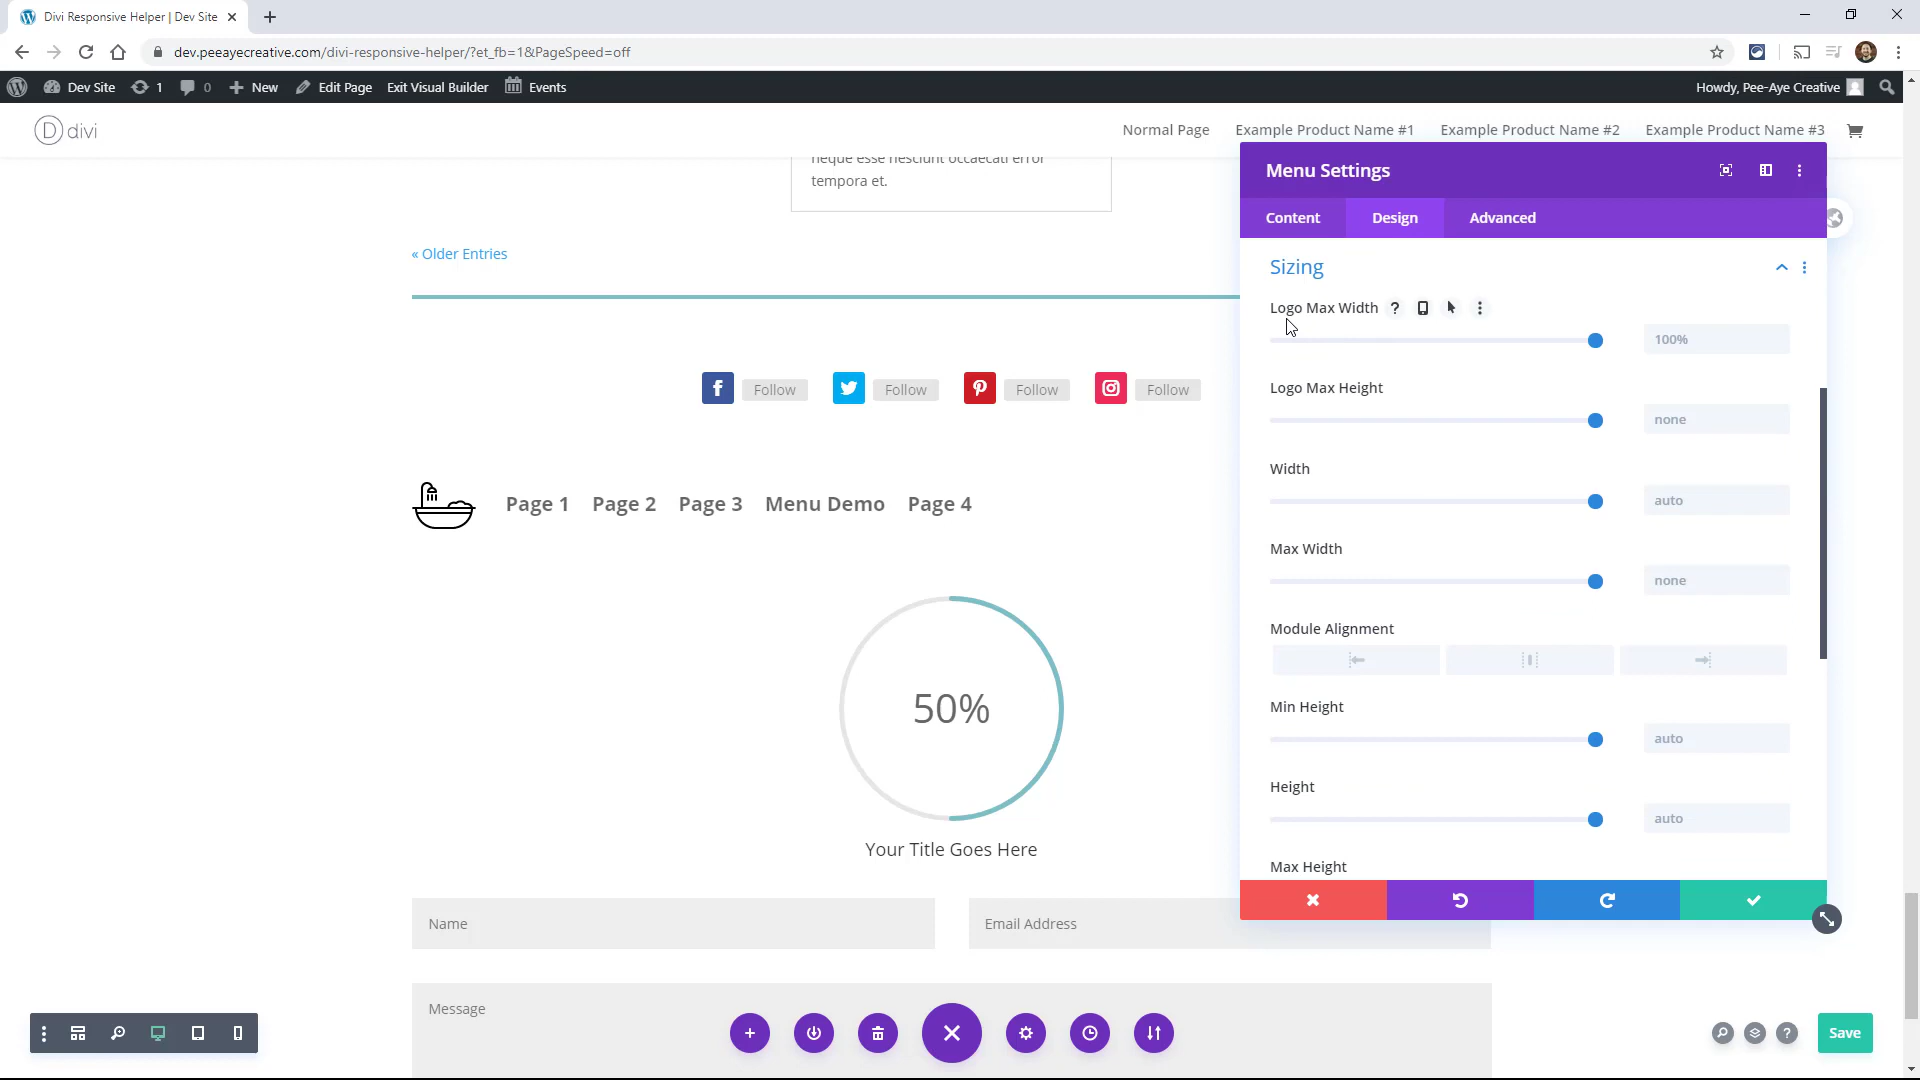 Divi Responsive Helper | Dev Site
dev.peeayecreative.com/divi-responsive-helper/?et_fb=1&PageSpeed=off
Dev Site 1 0 New Edit Page Exit Visual Builder Events Howdy, Pee-Aye Creative
D divi Normal Page Example Product Name #1 Example Product Name #2 Example Product Name #3
neque esse nesciunt occaecati error
tempora et.
« Older Entries
Follow Follow Follow Follow
Page 1 Page 2 Page 3 Menu Demo Page 4
50%
Your Title Goes Here
Name Email Address
Message
Menu Settings
Content Design Advanced
Sizing
Logo Max Width ?
100%
Logo Max Height
none
Width
auto
Max Width
none
Module Alignment
Min Height
auto
Height
auto
Max Height
? Save